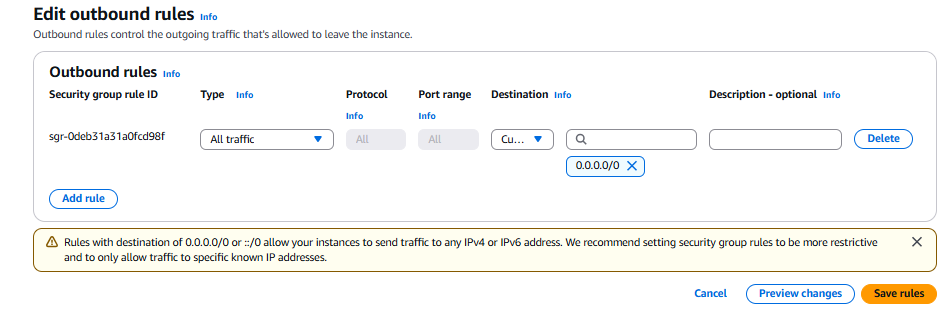 Edit outbound rules Info
Outbound rules control the outgoing traffic that's allowed to leave the instance.
Outbound rules Info
Security group rule ID Type Info Protocol Port range Destination Info Description - optional Info
Info Info
sgr-0deb31a31a0fcd98f All traffic All All Cu... Delete
0.0.0.0/0
Add rule
Rules with destination of 0.0.0.0/0 or ::/0 allow your instances to send traffic to any IPv4 or IPv6 address. We recommend setting security group rules to be more restrictive
and to only allow traffic to specific known IP addresses.
Cancel Preview changes Save rules